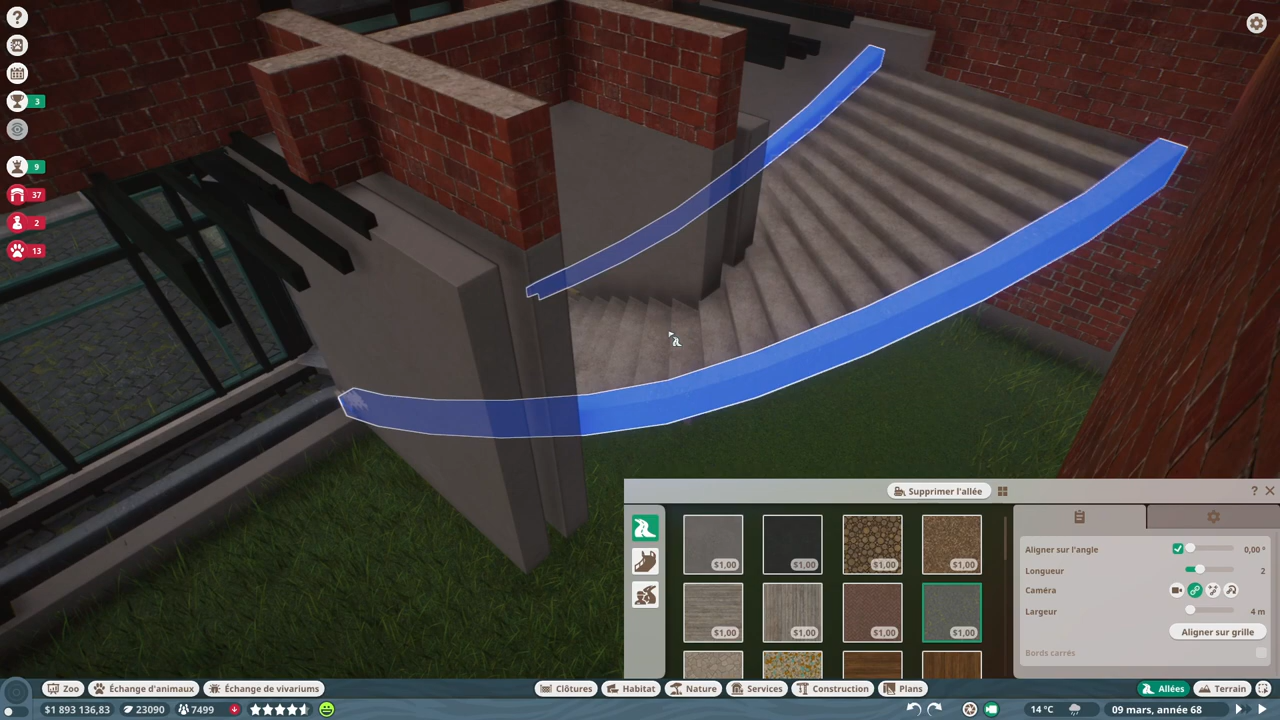 ?
3
9
37
2
13
Supprimer l'allée
?
$1,00
$1,00
$1,00
$1,00
$1,00
$1,00
$1,00
$1,00
Aligner sur l'angle
0,00 °
Longueur
2
Caméra
Largeur
4 m
Aligner sur grille
Bords carrés
Zoo
Échange d'animaux
Échange de vivariums
Clôtures
Habitat
Nature
Services
Construction
Plans
Allées
Terrain
$1 893 136,83
23090
7499
14 °C
09 mars, année 68